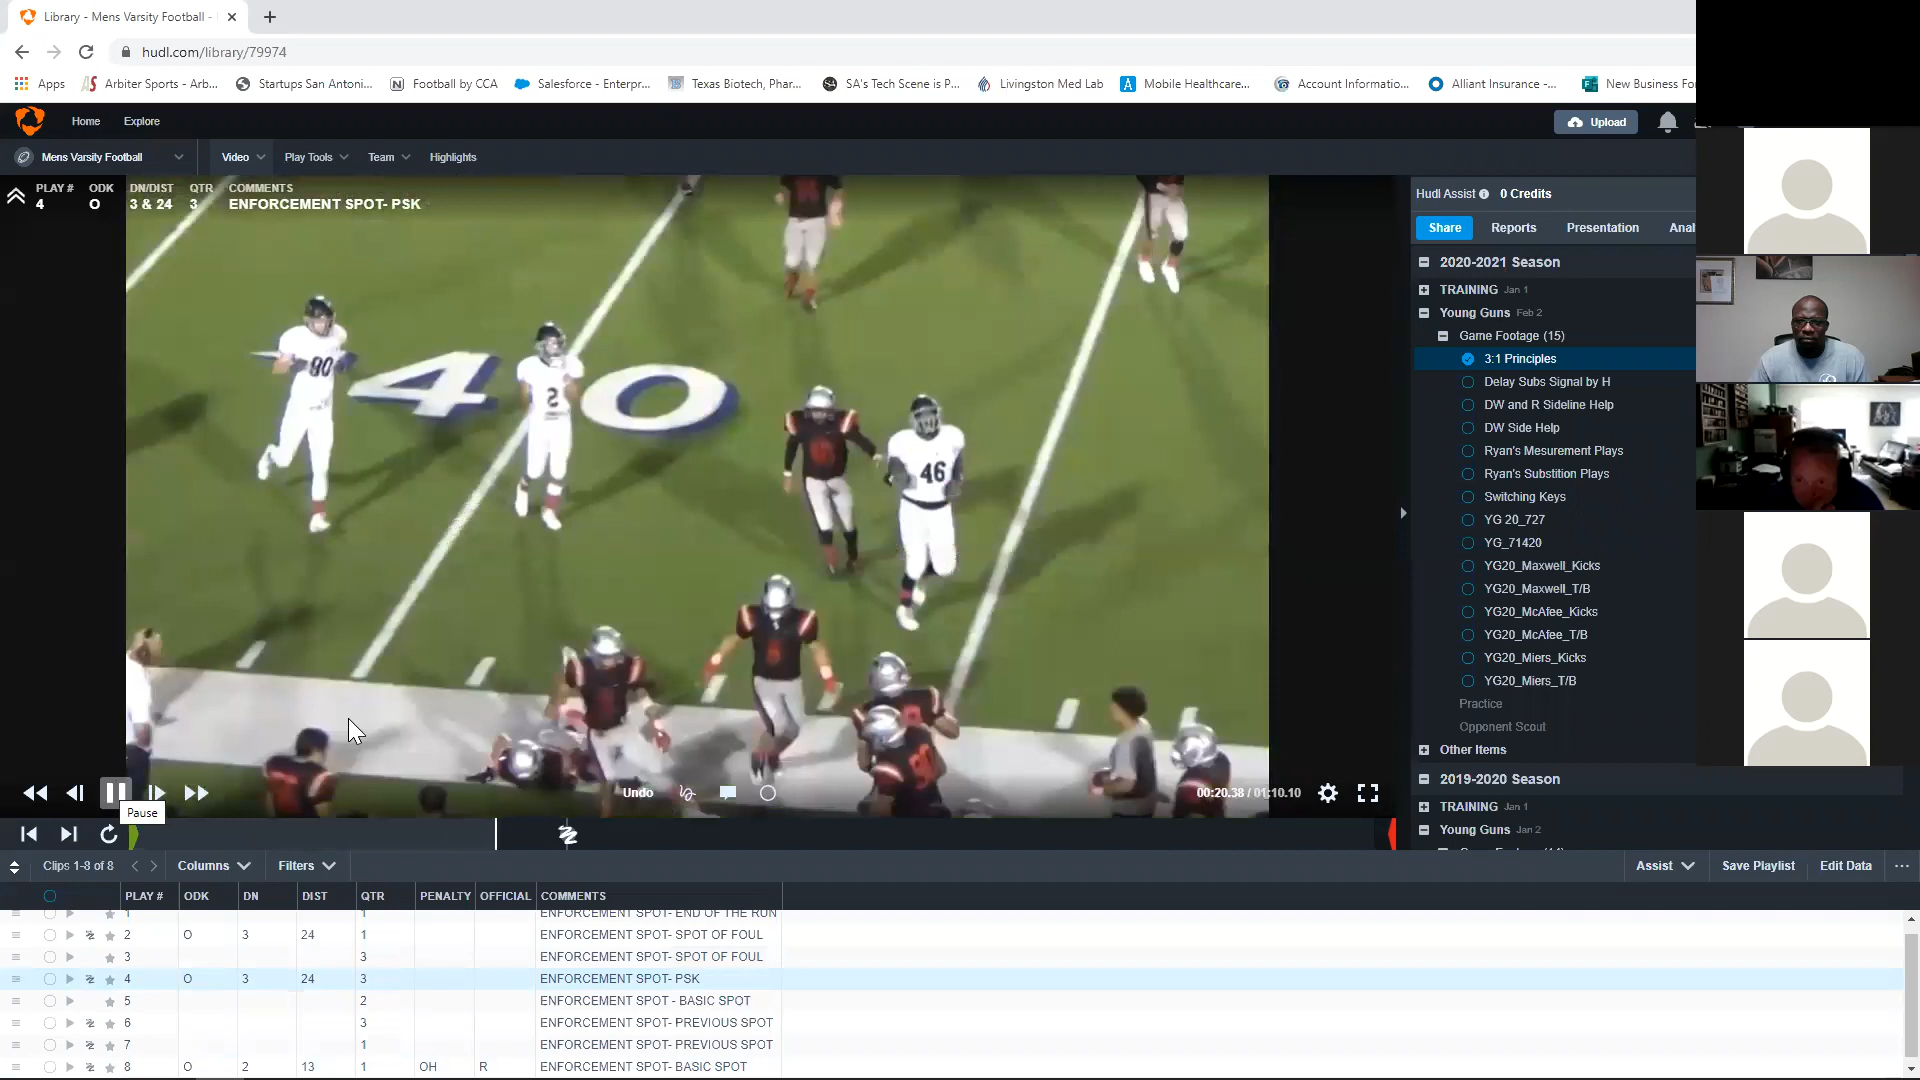 Library - Mens Varsity Football -
hudl.com/library/79974
Apps
Arbiter Sports - Arb...
Startups San Antoni...
Football by CCA
Salesforce - Enterpr...
Texas Biotech, Phar...
SA's Tech Scene is P...
Livingston Med Lab
Mobile Healthcare...
Account Informatio...
Alliant Insurance -...
New Business Fo
Home
Explore
Upload
Mens Varsity Football
Video
Play Tools
Team
Highlights
PLAY # ODK DN/DIST QTR COMMENTS
4 O 3 & 24 3 ENFORCEMENT SPOT- PSK
Hudl Assist 0 Credits
Share Reports Presentation Anal
2020-2021 Season
TRAINING Jan 1
Young Guns Feb 2
Game Footage (15)
3:1 Principles
Delay Subs Signal by H
DW and R Sideline Help
DW Side Help
Ryan's Mesurement Plays
Ryan's Substition Plays
Switching Keys
YG 20_727
YG_71420
YG20_Maxwell_Kicks
YG20_Maxwell_T/B
YG20_McAfee_Kicks
YG20_McAfee_T/B
YG20_Miers_Kicks
YG20_Miers_T/B
Practice
Opponent Scout
Other Items
2019-2020 Season
TRAINING Jan 1
Young Guns Jan 2
4 0
80
2
46
Undo
00:20.38 / 01:10.10
Pause
Clips 1-8 of 8
Columns
Filters
Assist
Save Playlist
Edit Data
PLAY # ODK DN DIST QTR PENALTY OFFICIAL COMMENTS
1 1 ENFORCEMENT SPOT- END OF THE RUN
2 O 3 24 1 ENFORCEMENT SPOT- SPOT OF FOUL
3 3 ENFORCEMENT SPOT- SPOT OF FOUL
4 O 3 24 3 ENFORCEMENT SPOT- PSK
5 2 ENFORCEMENT SPOT - BASIC SPOT
6 3 ENFORCEMENT SPOT- PREVIOUS SPOT
7 1 ENFORCEMENT SPOT- PREVIOUS SPOT
8 O 2 13 1 OH R ENFORCEMENT SPOT- BASIC SPOT